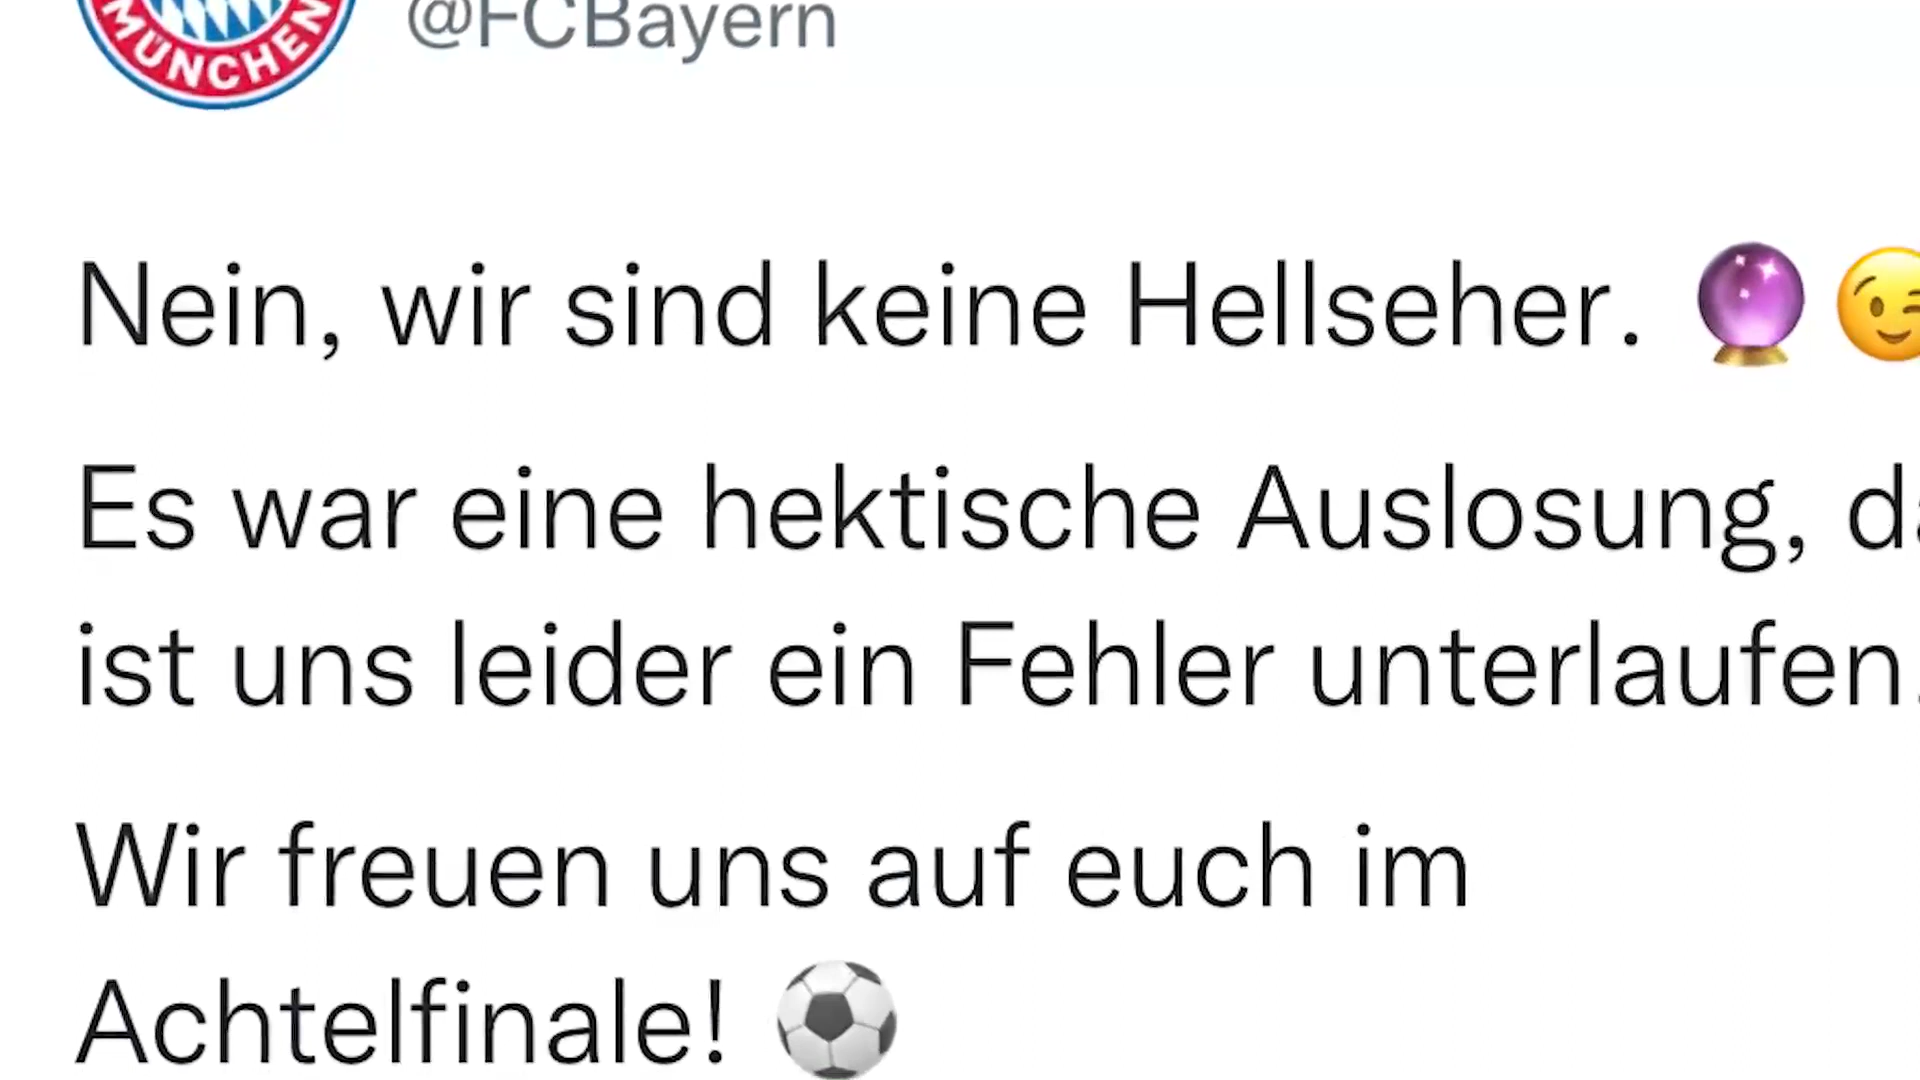 MÜNCHEN
@FCBayern
Nein, wir sind keine Hellseher. 🔮😉
Es war eine hektische Auslosung,
ist uns leider ein Fehler unterlaufen.
Wir freuen uns auf euch im
Achtelfinale! ⚽